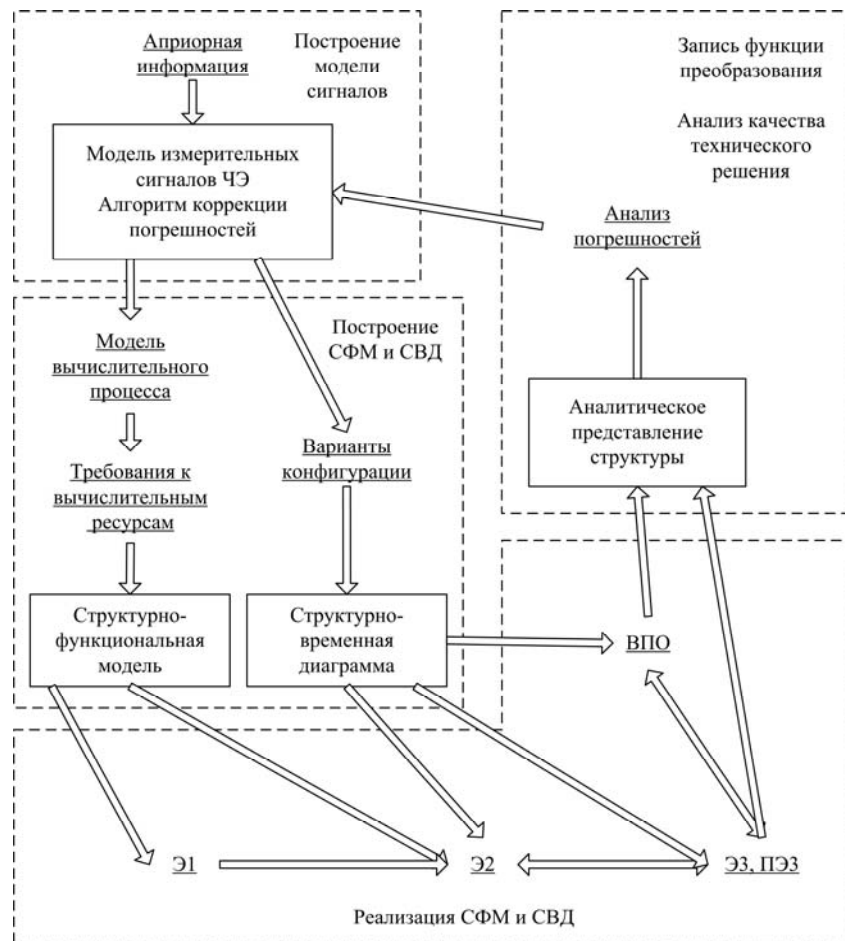 Априорная
информация
Построение
модели
сигналов
Модель измерительных
сигналов ЧЭ
Алгоритм коррекции
погрешностей
Запись функции
преобразования
Анализ качества
технического
решения
Анализ
погрешностей
Аналитическое
представление
структуры
Построение
СФМ и СВД
Модель
вычислительного
процесса
Требования к
вычислительным
ресурсам
Варианты
конфигурации
Структурно-
функциональная
модель
Структурно-
временная
диаграмма
ВПО
Э1
Э2
Э3, ПЭ3
Реализация СФМ и СВД